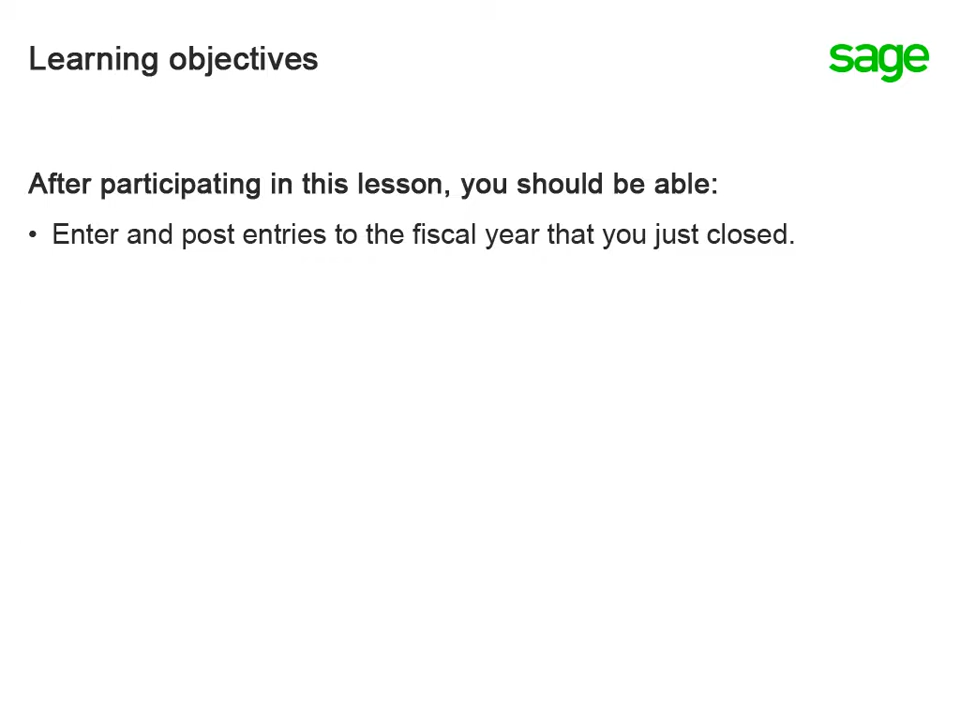 Learning objectives
sage
After participating in this lesson, you should be able:
• Enter and post entries to the fiscal year that you just closed.